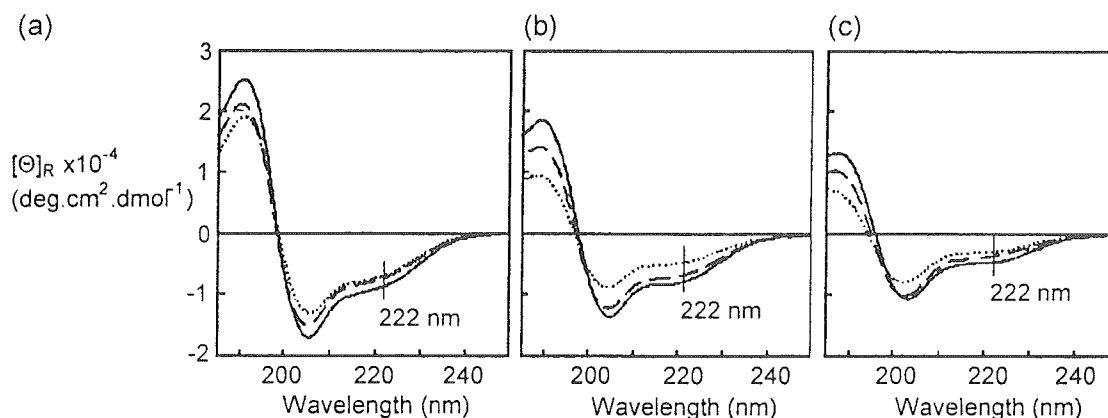 (a)
(b)
(c)
3
2
1
0
-1
-2
[Θ]R x10-4
(deg.cm2.dmol-1)
222 nm
222 nm
222 nm
200 220 240
200 220 240
200 220 240
Wavelength (nm)
Wavelength (nm)
Wavelength (nm)